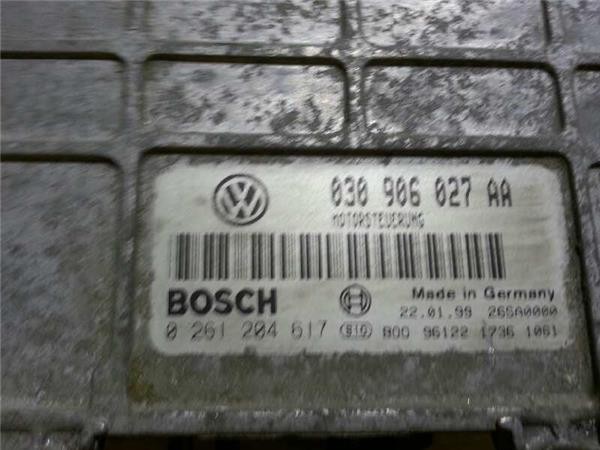 030 906 027 AA
MOTORSTEUERUNG
BOSCH
Made in Germany
22.01.99 26SA0000
0 261 204 617 B00 96122 1736 1061